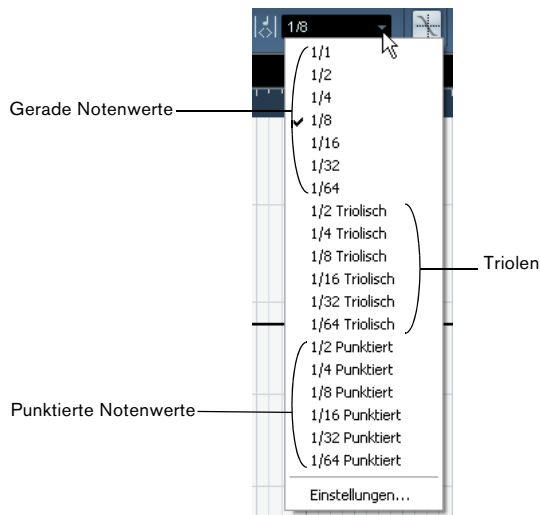 1/8
1/1
1/2
1/4
Gerade Notenwerte
1/8
1/16
1/32
1/64
1/2 Triolisch
1/4 Triolisch
1/8 Triolisch
Triolen
1/16 Triolisch
1/32 Triolisch
1/64 Triolisch
1/2 Punktiert
1/4 Punktiert
1/8 Punktiert
Punktierte Notenwerte
1/16 Punktiert
1/32 Punktiert
1/64 Punktiert
Einstellungen...